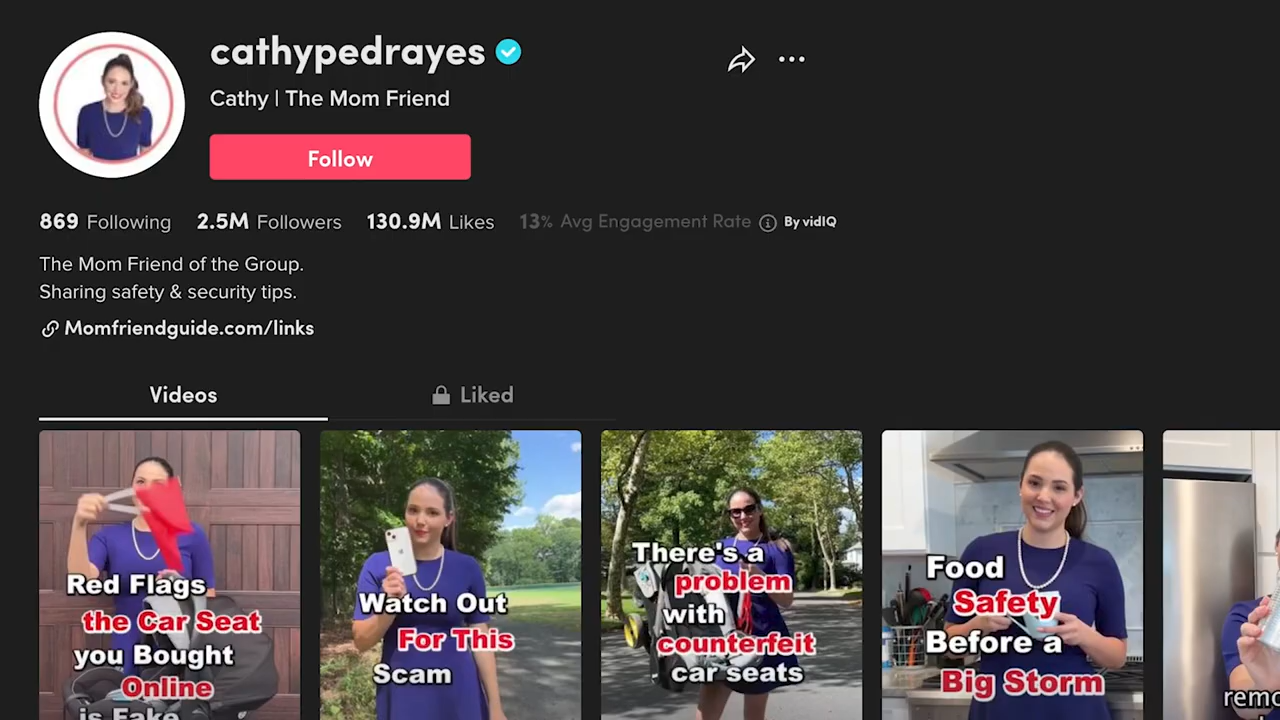 cathypedrayes
Cathy | The Mom Friend
Follow
869 Following 2.5M Followers 130.9M Likes 13% Avg Engagement Rate By vidIQ
The Mom Friend of the Group.
Sharing safety & security tips.
Momfriendguide.com/links
Videos Liked
Red Flags
the Car Seat
you Bought
Online
is Fake
Watch Out
For This
Scam
There's a
problem
with
counterfeit
car seats
Food
Safety
Before a
Big Storm